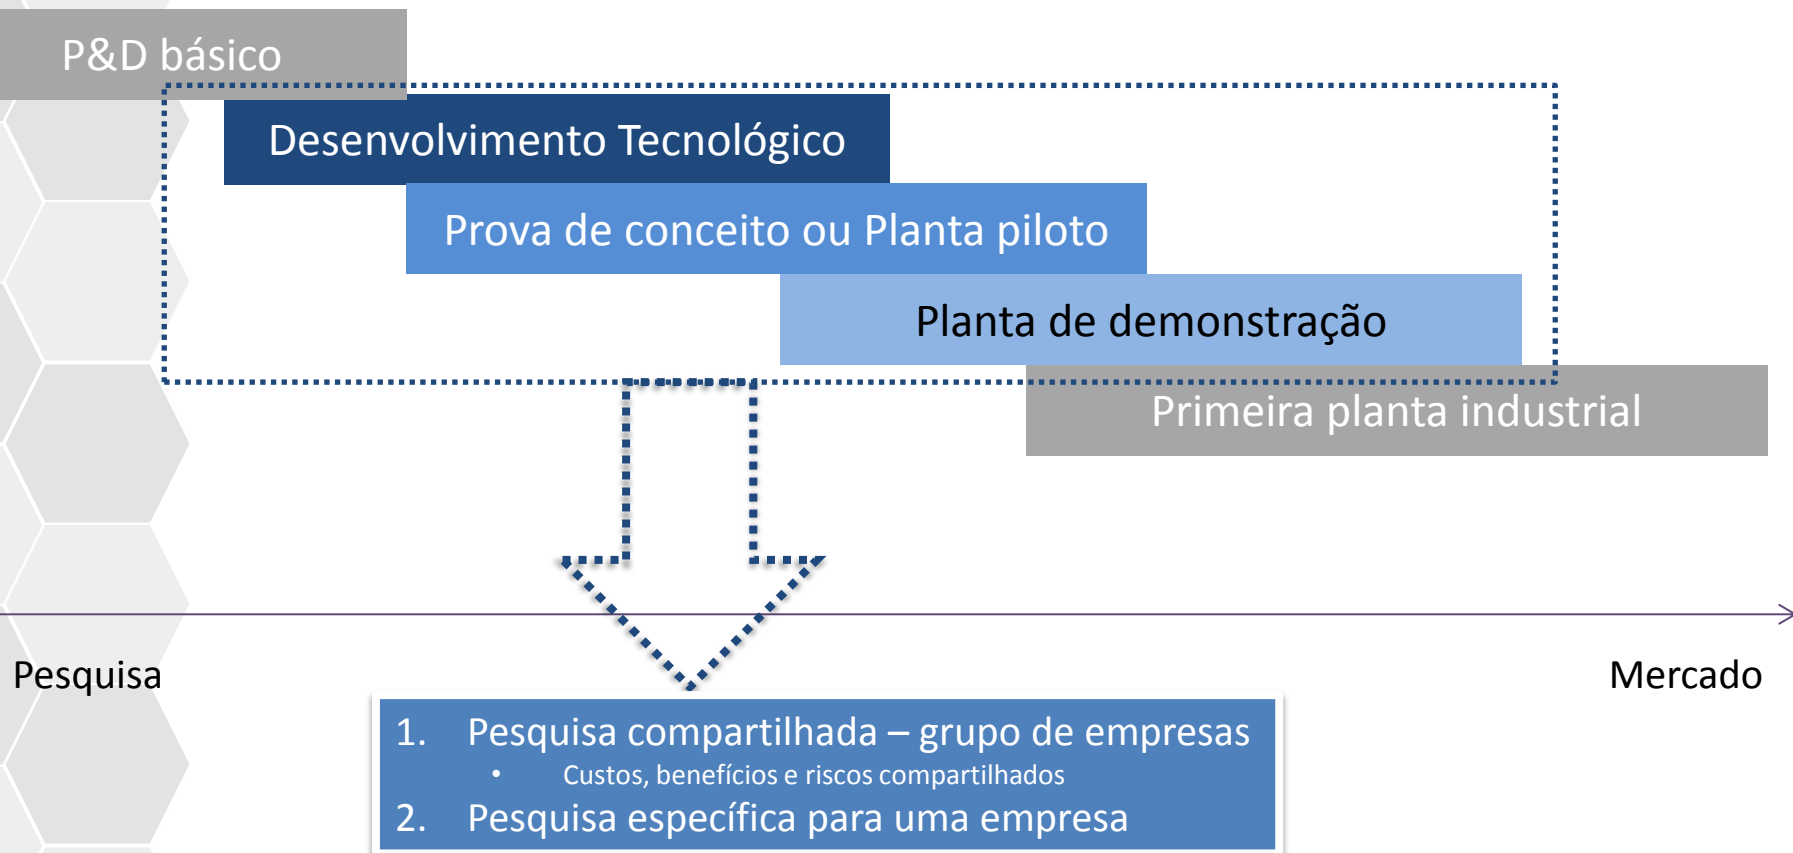 P&D básico
Desenvolvimento Tecnológico
Prova de conceito ou Planta piloto
Planta de demonstração
Primeira planta industrial
Pesquisa
Mercado
1. Pesquisa compartilhada – grupo de empresas
• Custos, benefícios e riscos compartilhados
2. Pesquisa específica para uma empresa